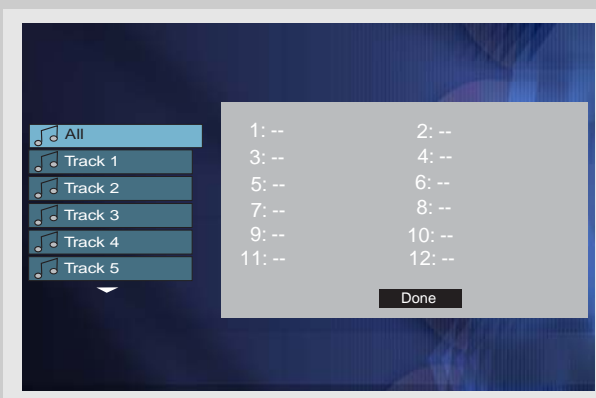 All
Track 1
Track 2
Track 3
Track 4
Track 5
1: -- 2: --
3: -- 4: --
5: -- 6: --
7: -- 8: --
9: -- 10: --
11: -- 12: --
Done